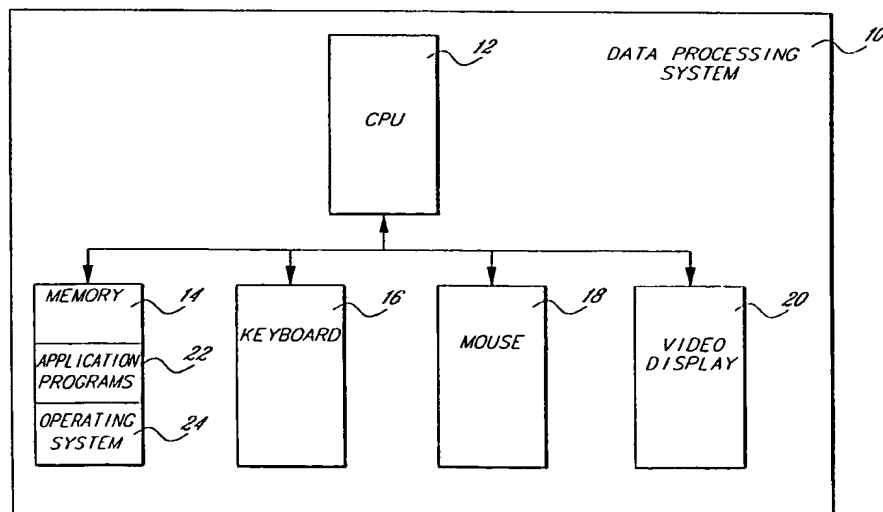 10
DATA PROCESSING
SYSTEM
12
CPU
MEMORY
14
APPLICATION
PROGRAMS
22
OPERATING
SYSTEM
24
16
KEYBOARD
18
MOUSE
20
VIDEO
DISPLAY